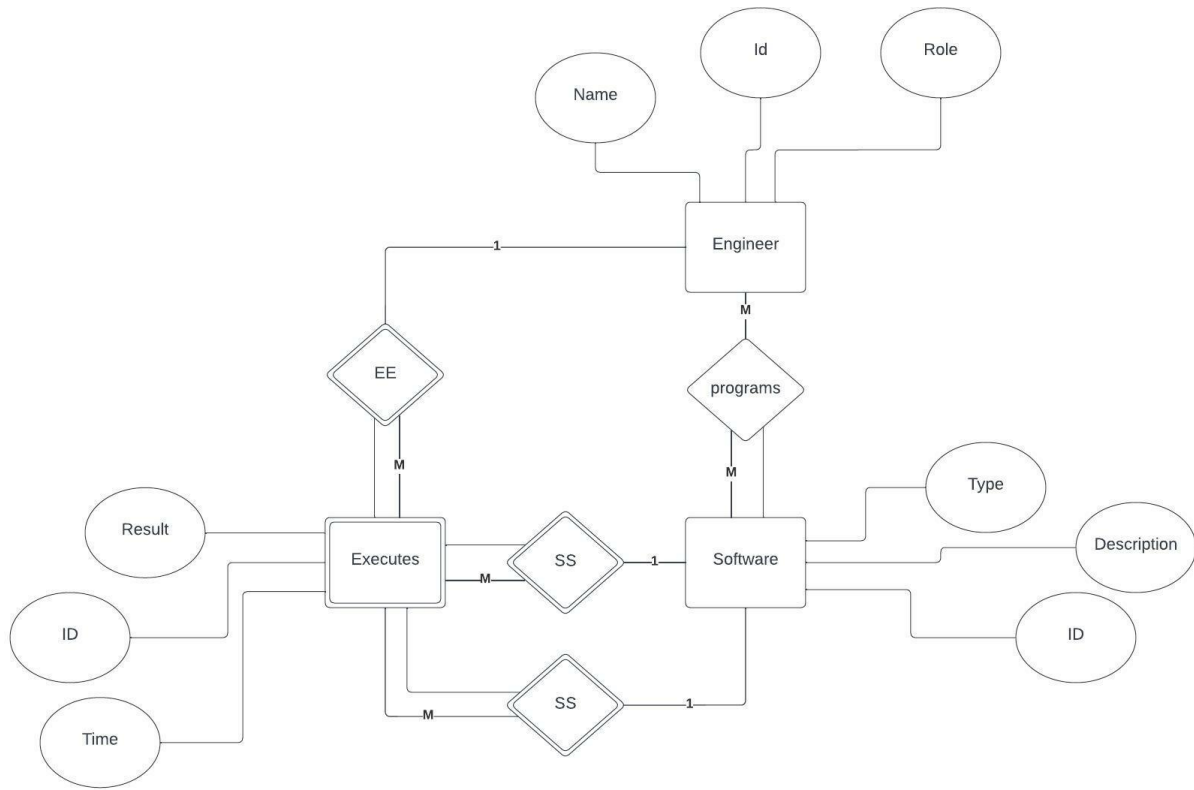 Id
Role
Name
Engineer
1
M
EE
programs
M
M
Type
Result
Description
Executes
SS
Software
M
1
ID
ID
SS
1
M
Time